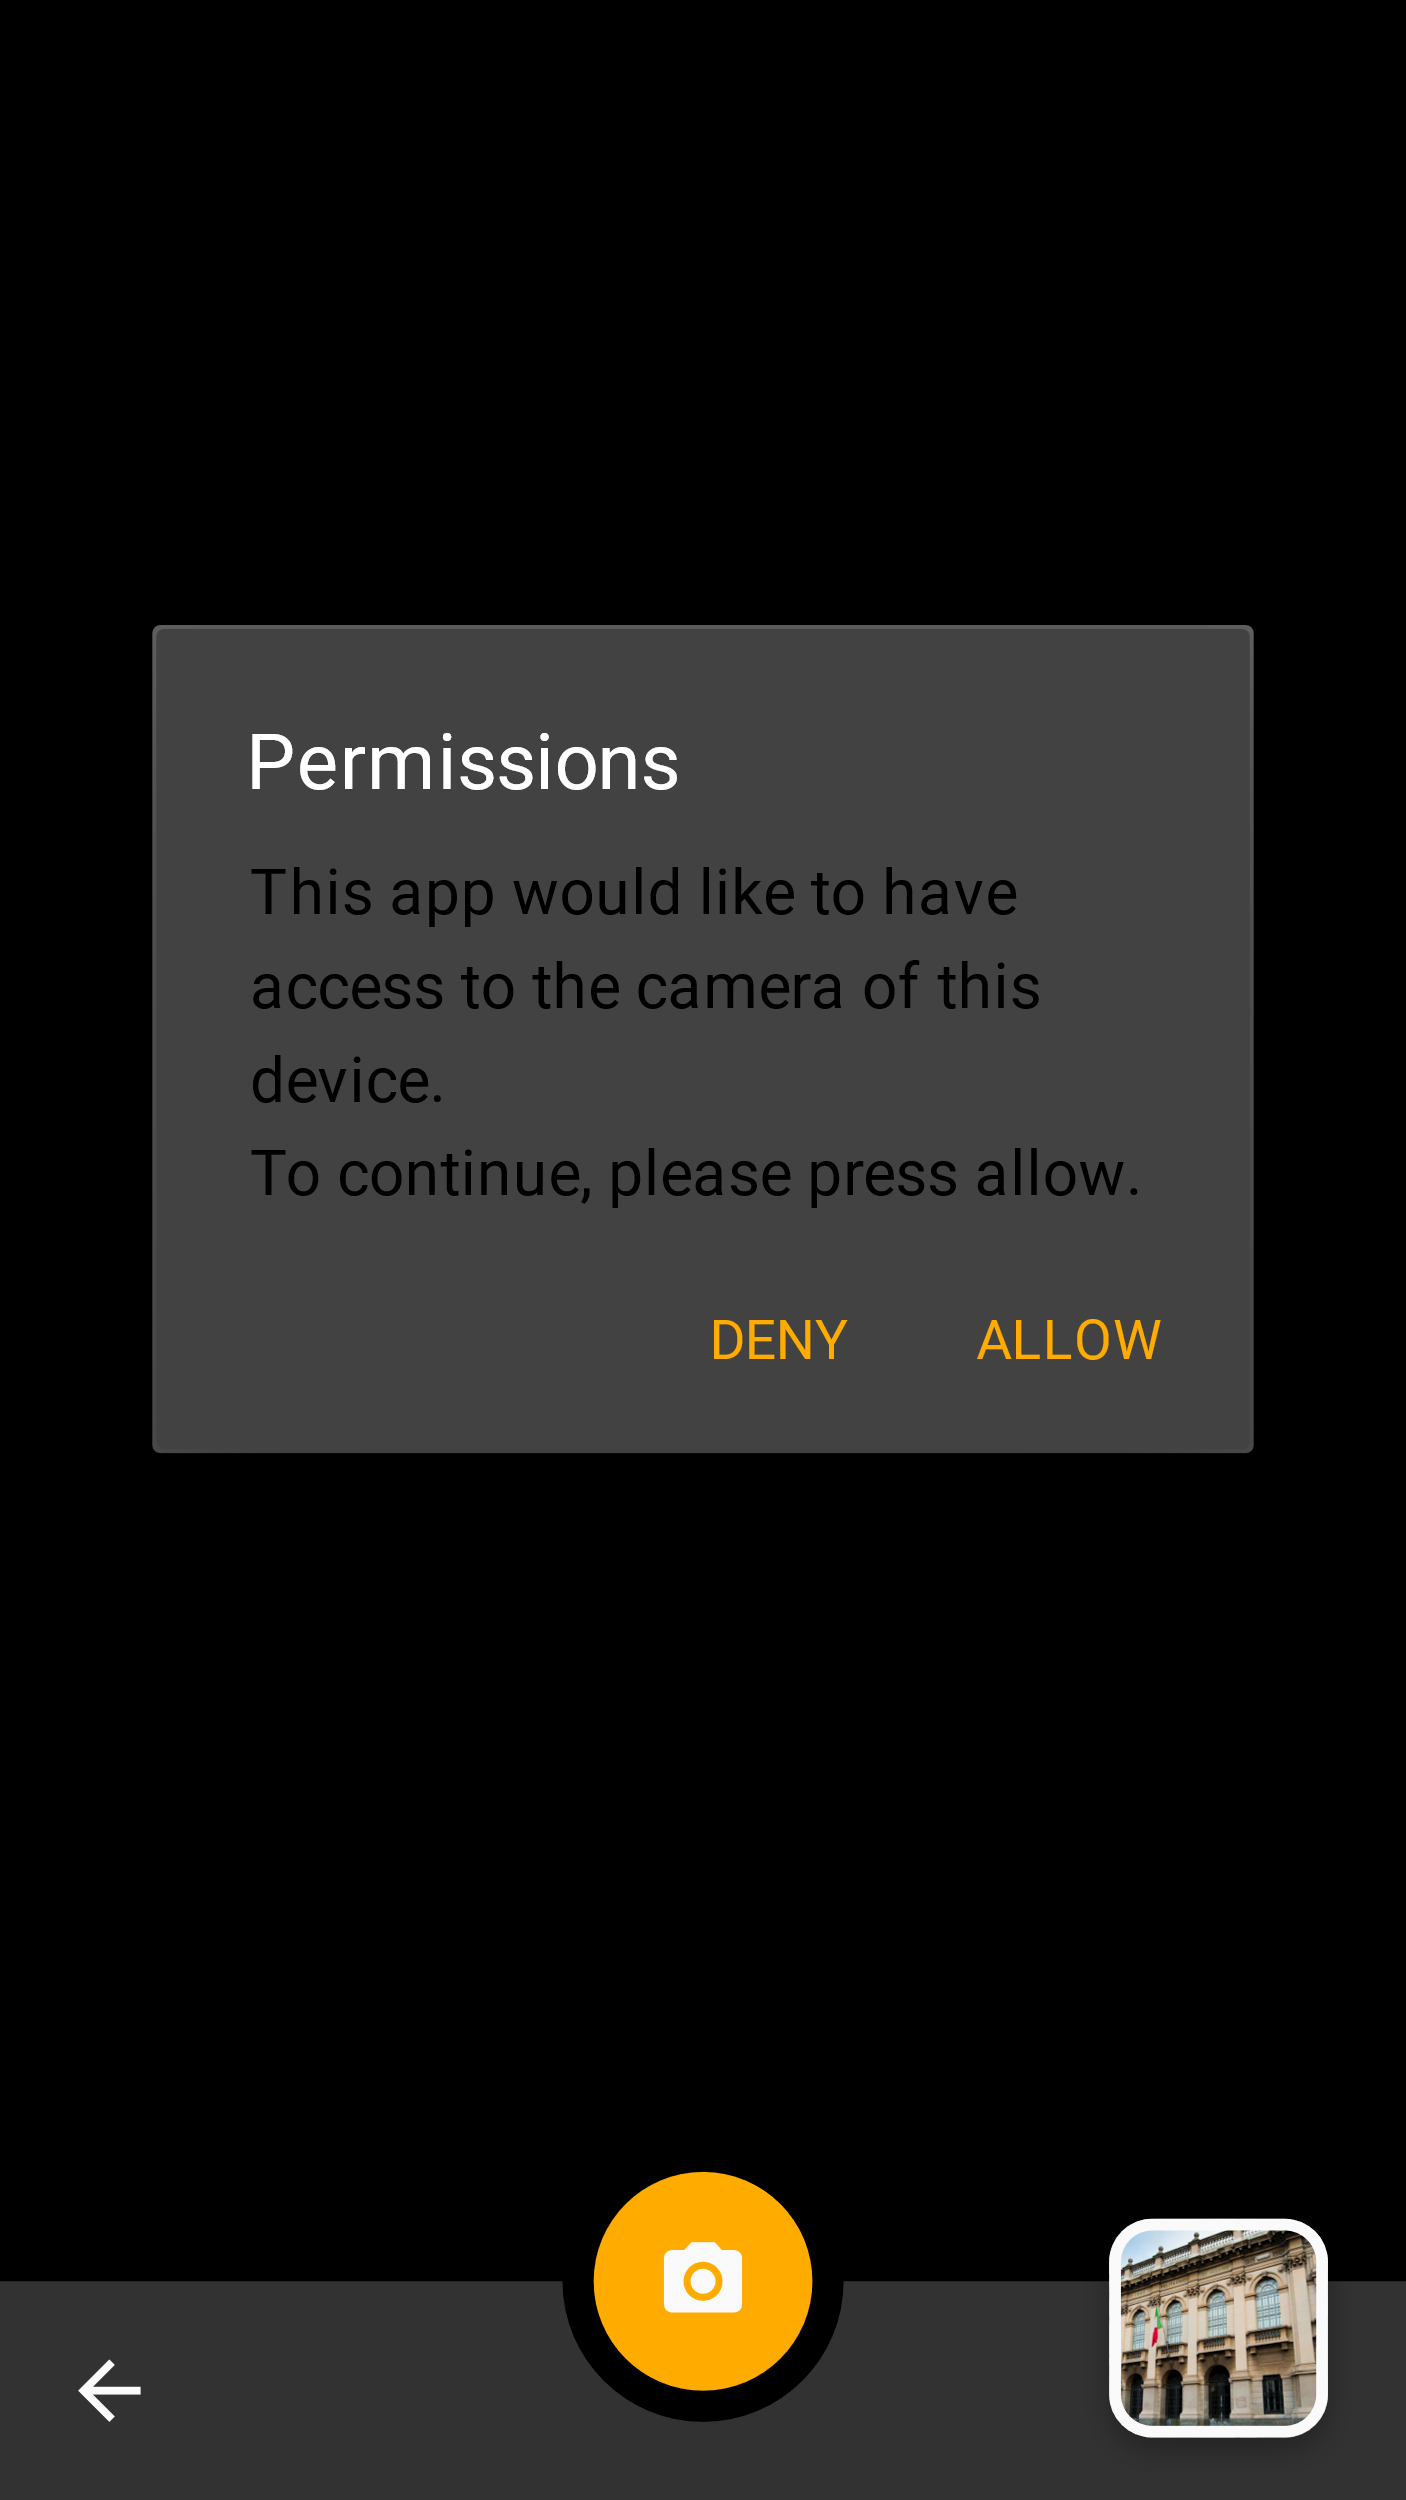 Permissions
This app would like to have
access to the camera of this
device.
To continue, please press allow.
DENY ALLOW